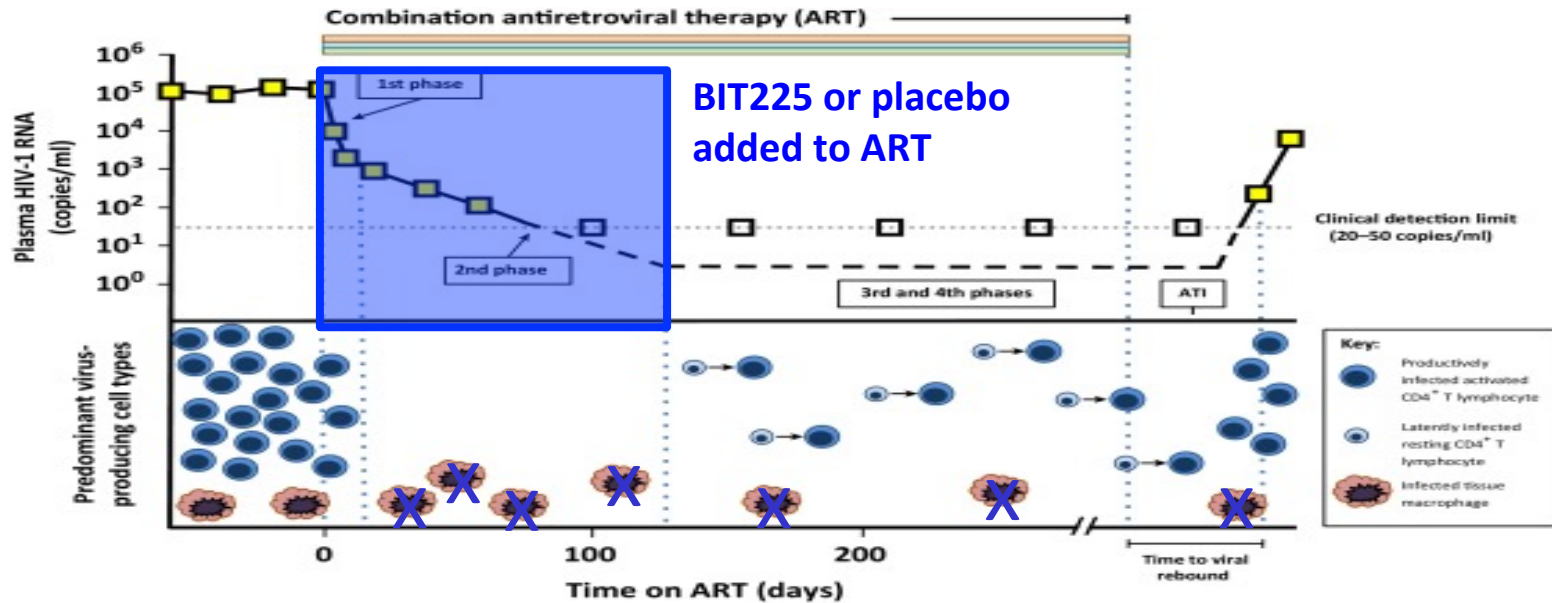 Combination antiretroviral therapy (ART)
10⁶
10⁵
10⁴
10³
10²
10¹
10⁰
Plasma HIV-1 RNA
(copies/ml)
1st phase
BIT225 or placebo
added to ART
2nd phase
3rd and 4th phases
ATI
Clinical detection limit
(20–50 copies/ml)
Predominant virus-
producing cell types
X X X X X X X
Key:
Productively
infected activated
CD4⁺ T lymphocyte
Latently infected
resting CD4⁺ T
lymphocyte
Infected tissue
macrophage
0
100
200
Time on ART (days)
Time to viral
rebound